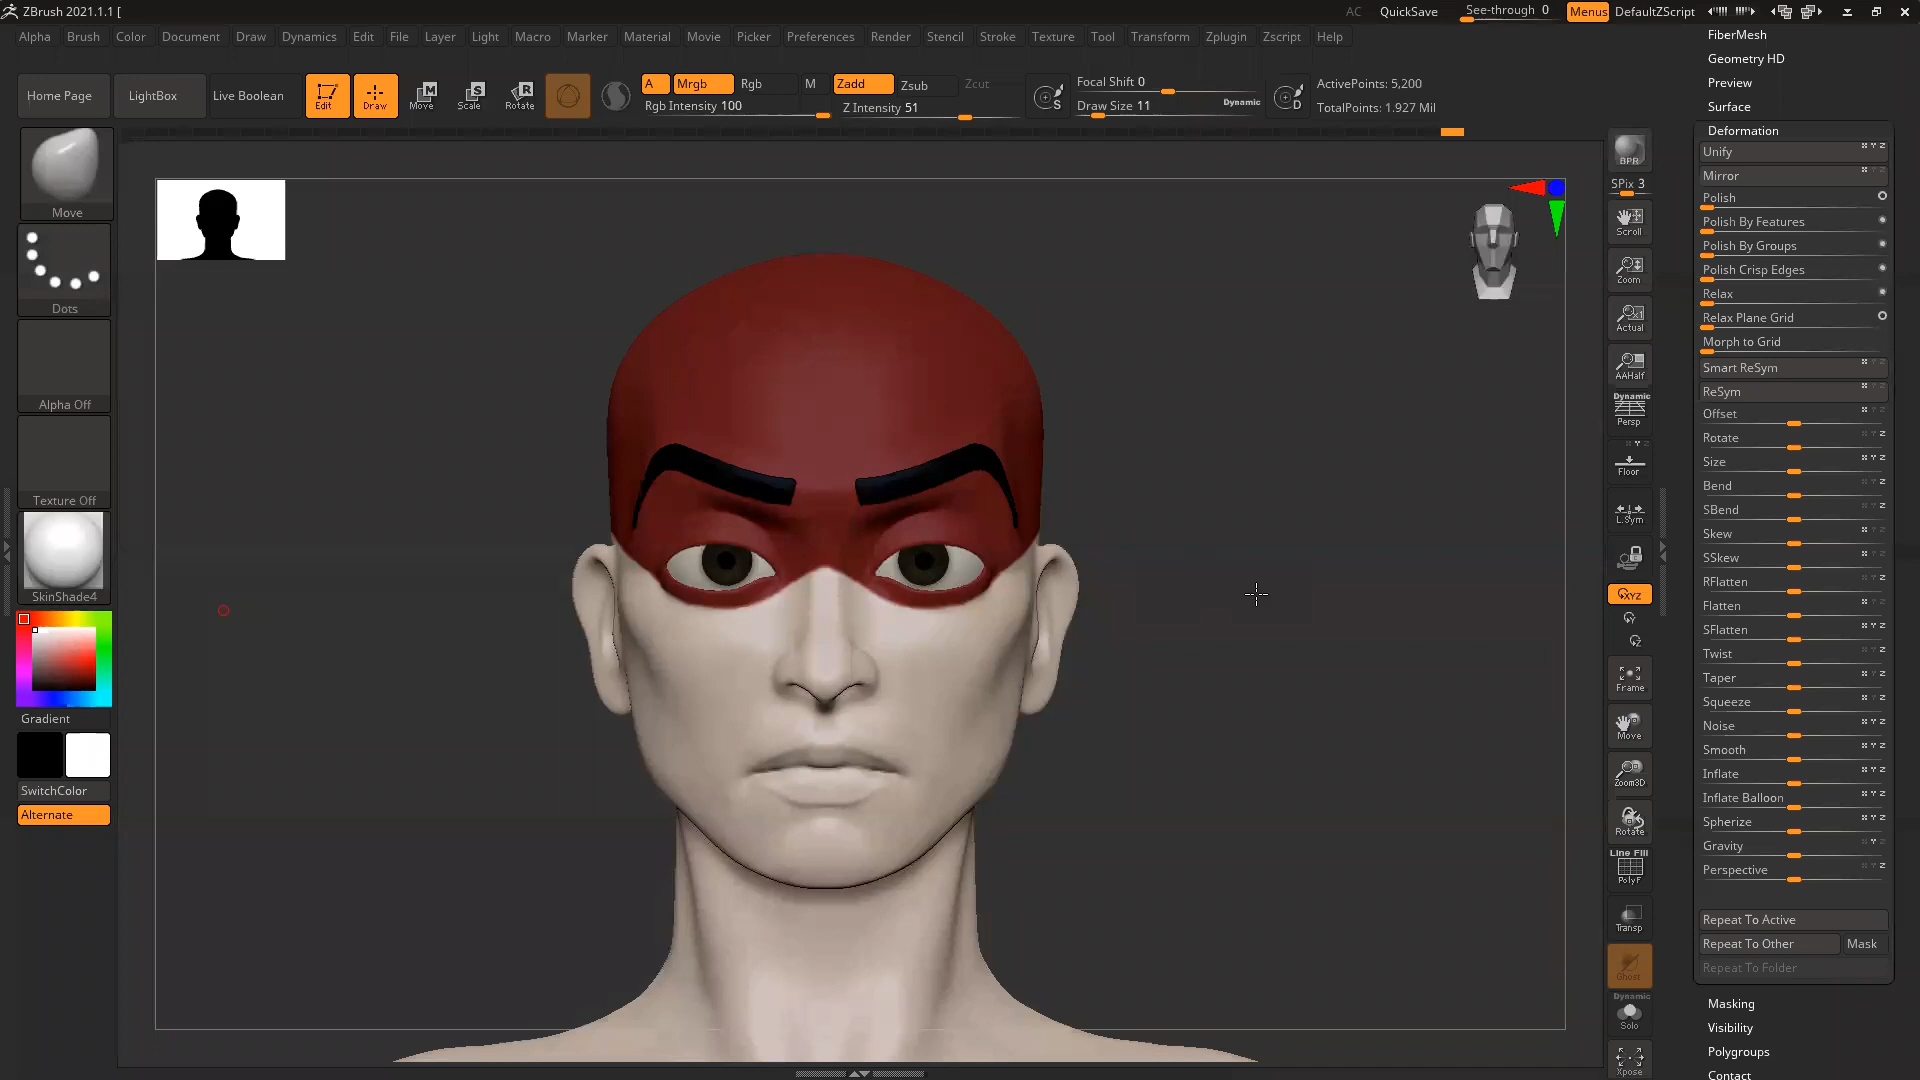 ZBrush 2021.1.1 [
AC QuickSave See-through 0 Menus DefaultZScript
Alpha Brush Color Document Draw Dynamics Edit File Layer Light Macro Marker Material Movie Picker Preferences Render Stencil Stroke Texture Tool Transform Zplugin Zscript Help
Home Page LightBox Live Boolean Edit Draw Move Scale Rotate
A Mrgb Rgb M Zadd Zsub Zcut
Rgb Intensity 100 Z Intensity 51
S Focal Shift 0
Draw Size 11 Dynamic D
ActivePoints: 5,200
TotalPoints: 1.927 Mil
Move
Dots
Alpha Off
Texture Off
SkinShade4
Gradient
SwitchColor
Alternate
BPR
SPix 3
Scroll
Zoom
Actual
AAHalf
Dynamic
Persp
Floor
L.Sym
XYZ
Y
Z
Frame
Move
Zoom3D
Rotate
Line Fill
PolyF
Transp
Ghost
Dynamic
Solo
Xpose
FiberMesh
Geometry HD
Preview
Surface
Deformation
Unify
Mirror
Polish
Polish By Features
Polish By Groups
Polish Crisp Edges
Relax
Relax Plane Grid
Morph to Grid
Smart ReSym
ReSym
Offset
Rotate
Size
Bend
SBend
Skew
SSkew
RFlatten
Flatten
SFlatten
Twist
Taper
Squeeze
Noise
Smooth
Inflate
Inflate Balloon
Spherize
Gravity
Perspective
Repeat To Active
Repeat To Other Mask
Repeat To Folder
Masking
Visibility
Polygroups
Contact